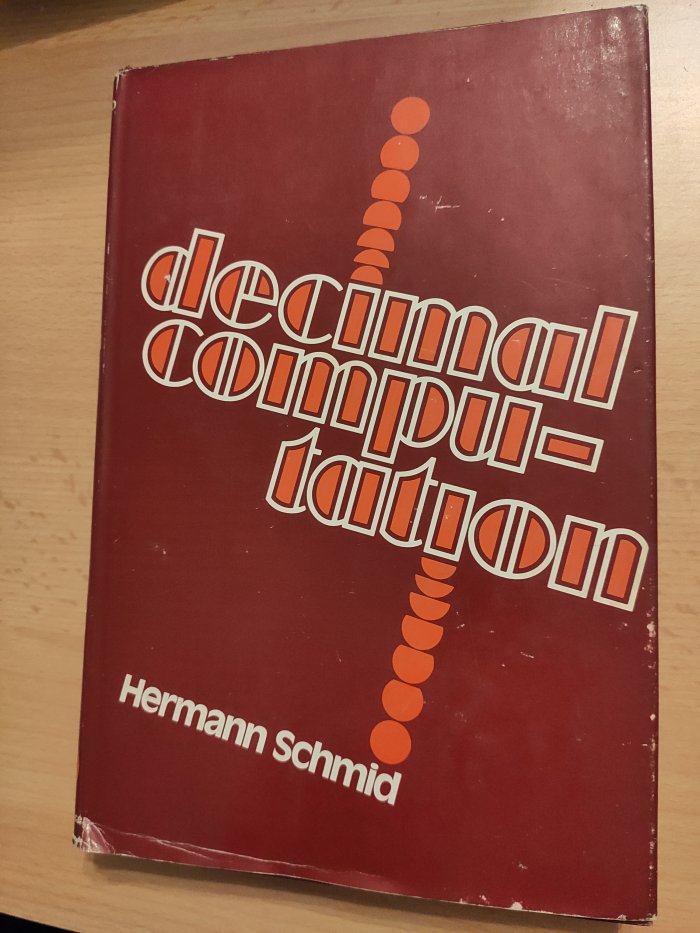 decimal
compu-
tation
Hermann Schmid